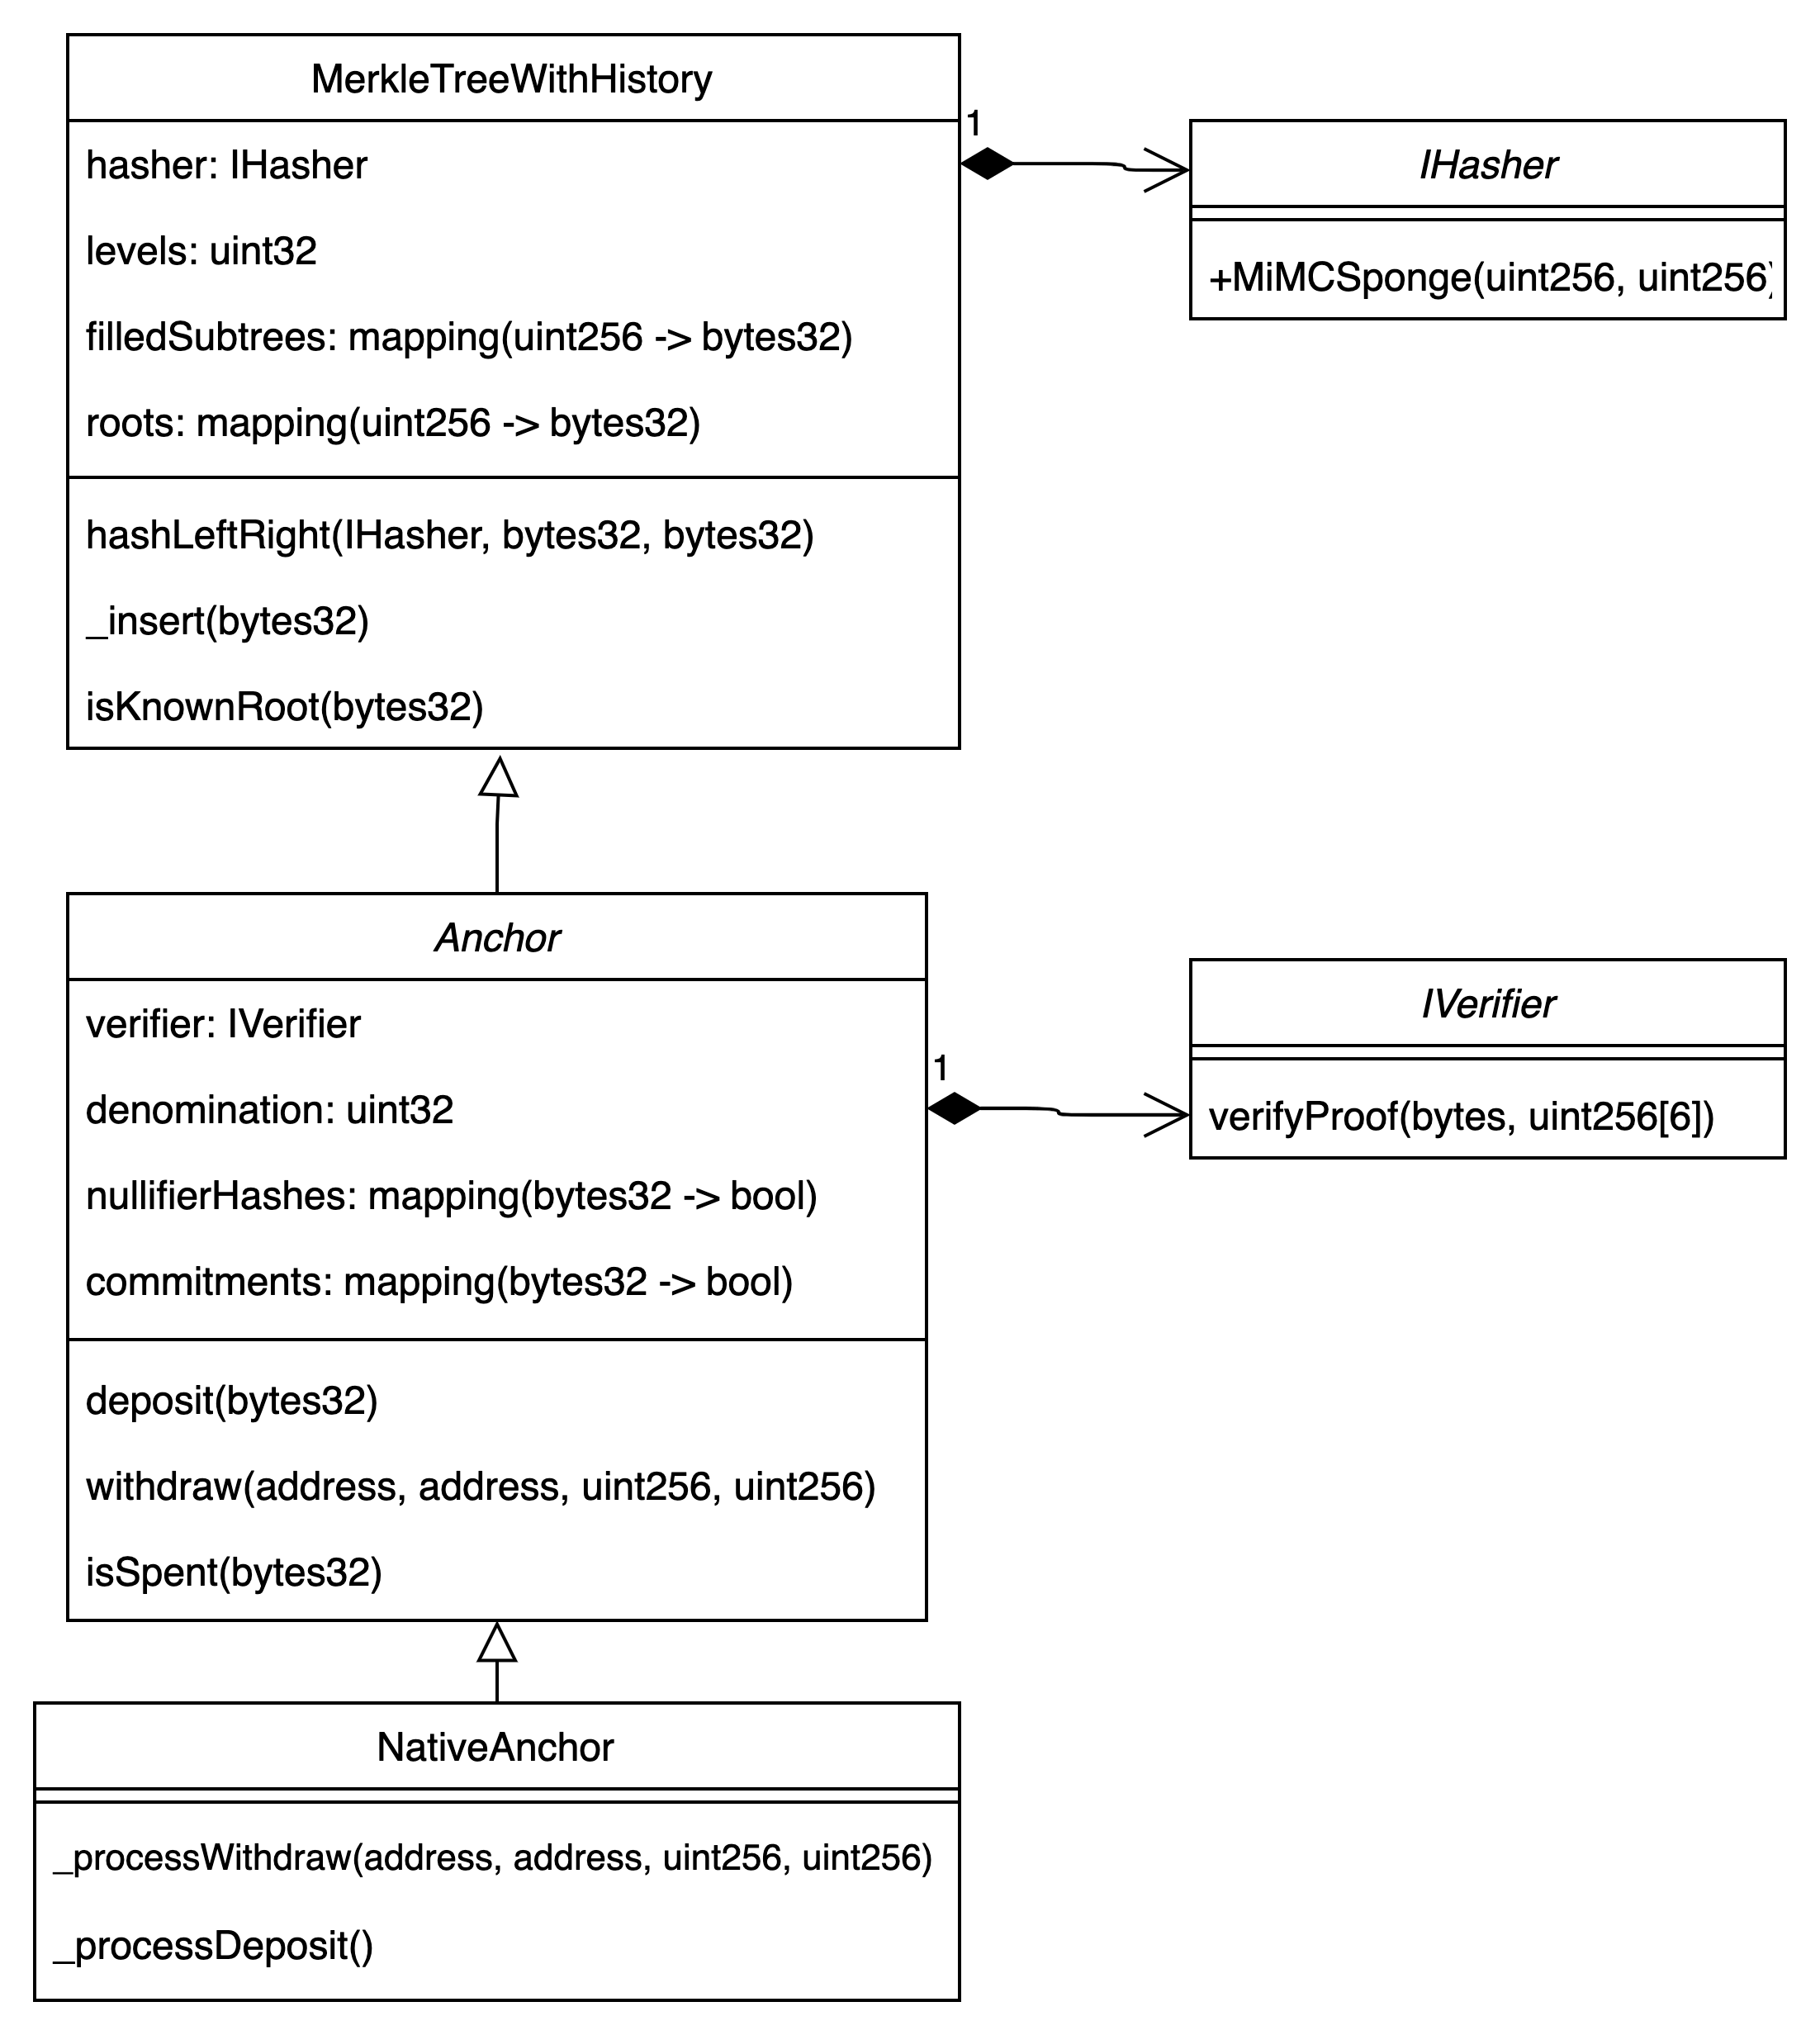 MerkleTreeWithHistory
hasher: IHasher
levels: uint32
filledSubtrees: mapping(uint256 -> bytes32)
roots: mapping(uint256 -> bytes32)
hashLeftRight(IHasher, bytes32, bytes32)
_insert(bytes32)
isKnownRoot(bytes32)
1
IHasher
+MiMCSponge(uint256, uint256)
Anchor
verifier: IVerifier
denomination: uint32
nullifierHashes: mapping(bytes32 -> bool)
commitments: mapping(bytes32 -> bool)
deposit(bytes32)
withdraw(address, address, uint256, uint256)
isSpent(bytes32)
1
IVerifier
verifyProof(bytes, uint256[6])
NativeAnchor
_processWithdraw(address, address, uint256, uint256)
_processDeposit()